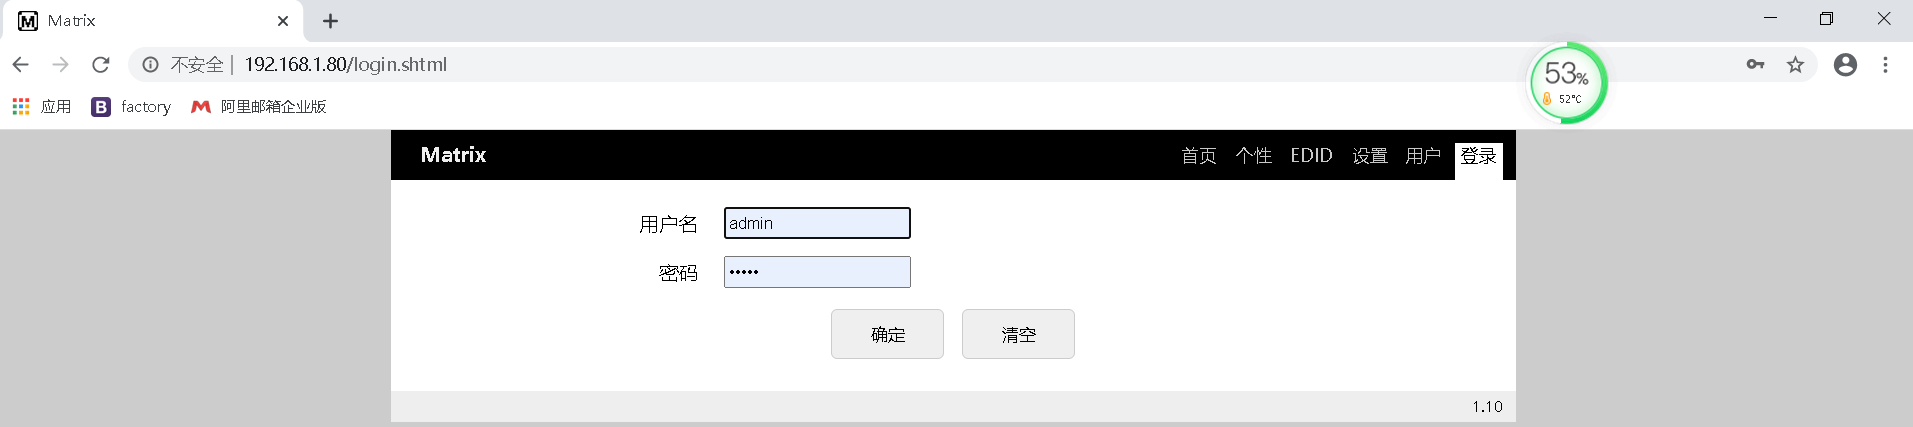 Matrix
不安全 | 192.168.1.80/login.shtml
53%
52°C
应用 factory 阿里邮箱企业版
Matrix 首页 个性 EDID 设置 用户 登录
用户名 admin
密码 •••••
确定 清空
1.10